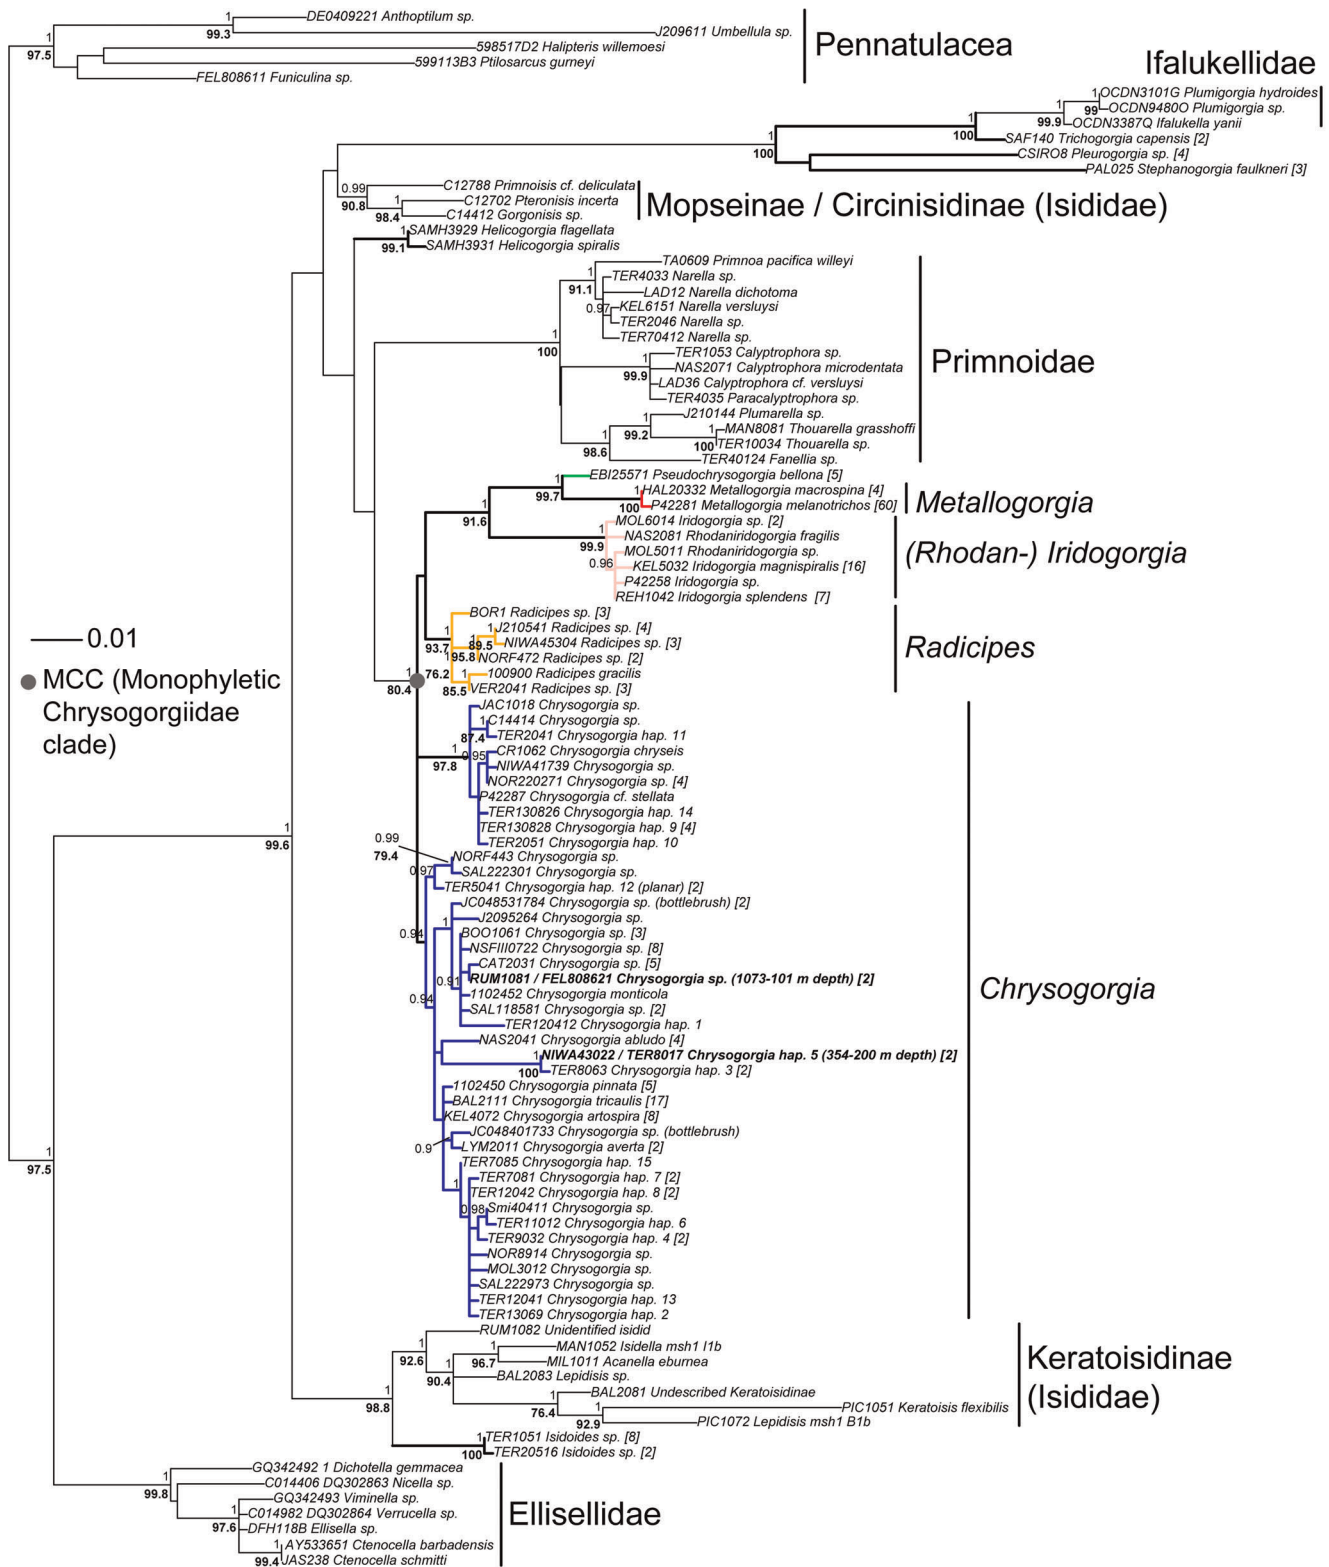 1
DE0409221 Anthoptilum sp.
99.3
J209611 Umbellula sp.
1
97.5
598517D2 Halipteris willemoesi
599113B3 Ptilosarcus gurneyi
FEL808611 Funiculina sp.
Pennatulacea
Ifalukellidae
1
OCDN3101G Plumigorgia hydroides
99
OCDN9480O Plumigorgia sp.
1
99.9
OCDN3387Q Ifalukella yanii
1
100
SAF140 Trichogorgia capensis [2]
1
100
CSIRO8 Pleurogorgia sp. [4]
PAL025 Stephanogorgia faulkneri [3]
0.99
90.8
C12788 Primnoisis cf. deliculata
1
98.4
C12702 Pteronisis incerta
C14412 Gorgonisis sp.
Mopseinae / Circinisidinae (Isididae)
1
99.1
SAMH3929 Helicogorgia flagellata
SAMH3931 Helicogorgia spiralis
1
100
1
91.1
TA0609 Primnoa pacifica willeyi
TER4033 Narella sp.
LAD12 Narella dichotoma
0.97
KEL6151 Narella versluysi
TER2046 Narella sp.
TER70412 Narella sp.
1
99.9
TER1053 Calyptrophora sp.
NAS2071 Calyptrophora microdentata
LAD36 Calyptrophora cf. versluysi
TER4035 Paracalyptrophora sp.
1
98.6
1
99.2
J210144 Plumarella sp.
1
100
MAN8081 Thouarella grasshoffi
TER10034 Thouarella sp.
TER40124 Fanellia sp.
Primnoidae
1
91.6
1
99.7
EBI25571 Pseudochrysogorgia bellona [5]
1
100
HAL20332 Metallogorgia macrospina [4]
P42281 Metallogorgia melanotrichos [60]
Metallogorgia
1
99.9
MOL6014 Iridogorgia sp. [2]
NAS2081 Rhodaniridogorgia fragilis
0.96
MOL5011 Rhodaniridogorgia sp.
KEL5032 Iridogorgia magnispiralis [16]
P42258 Iridogorgia sp.
REH1042 Iridogorgia splendens [7]
(Rhodan-) Iridogorgia
1
93.7
BOR1 Radicipes sp. [3]
1
89.5
J210541 Radicipes sp. [4]
NIWA45304 Radicipes sp. [3]
1
95.8
NORF472 Radicipes sp. [2]
1
76.2
1
85.5
100900 Radicipes gracilis
VER2041 Radicipes sp. [3]
Radicipes
0.01
MCC (Monophyletic
Chrysogorgiidae
clade)
1
80.4
1
97.8
JAC1018 Chrysogorgia sp.
1
87.4
C14414 Chrysogorgia sp.
TER2041 Chrysogorgia hap. 11
0.95
CR1062 Chrysogorgia chryseis
NIWA41739 Chrysogorgia sp.
NOR220271 Chrysogorgia sp. [4]
P42287 Chrysogorgia cf. stellata
TER130826 Chrysogorgia hap. 14
TER130828 Chrysogorgia hap. 9 [4]
TER2051 Chrysogorgia hap. 10
1
99.6
0.99
79.4
0.97
NORF443 Chrysogorgia sp.
SAL222301 Chrysogorgia sp.
TER5041 Chrysogorgia hap. 12 (planar) [2]
0.94
JC048531784 Chrysogorgia sp. (bottlebrush) [2]
1
J2095264 Chrysogorgia sp.
BOO1061 Chrysogorgia sp. [3]
NSFIII0722 Chrysogorgia sp. [8]
CAT2031 Chrysogorgia sp. [5]
0.91
RUM1081 / FEL808621 Chrysogorgia sp. (1073-101 m depth) [2]
1102452 Chrysogorgia monticola
0.94
SAL118581 Chrysogorgia sp. [2]
TER120412 Chrysogorgia hap. 1
NAS2041 Chrysogorgia abludo [4]
1
100
NIWA43022 / TER8017 Chrysogorgia hap. 5 (354-200 m depth) [2]
TER8063 Chrysogorgia hap. 3 [2]
1102450 Chrysogorgia pinnata [5]
BAL2111 Chrysogorgia tricaulis [17]
KEL4072 Chrysogorgia artospira [8]
0.9
JC048401733 Chrysogorgia sp. (bottlebrush)
LYM2011 Chrysogorgia averta [2]
TER7085 Chrysogorgia hap. 15
1
TER7081 Chrysogorgia hap. 7 [2]
TER12042 Chrysogorgia hap. 8 [2]
0.98
Smi40411 Chrysogorgia sp.
TER11012 Chrysogorgia hap. 6
TER9032 Chrysogorgia hap. 4 [2]
NOR8914 Chrysogorgia sp.
MOL3012 Chrysogorgia sp.
SAL222973 Chrysogorgia sp.
TER12041 Chrysogorgia hap. 13
TER13069 Chrysogorgia hap. 2
Chrysogorgia
1
97.5
1
98.8
1
92.6
RUM1082 Unidentified isidid
1
90.4
1
96.7
MAN1052 Isidella msh1 I1b
MIL1011 Acanella eburnea
BAL2083 Lepidisis sp.
1
76.4
BAL2081 Undescribed Keratoisidinae
1
92.9
PIC1051 Keratoisis flexibilis
PIC1072 Lepidisis msh1 B1b
Keratoisidinae
(Isididae)
1
100
TER1051 Isidoides sp. [8]
TER20516 Isidoides sp. [2]
1
99.8
GQ342492 1 Dichotella gemmacea
C014406 DQ302863 Nicella sp.
1
97.6
GQ342493 Viminella sp.
C014982 DQ302864 Verrucella sp.
DFH118B Ellisella sp.
1
99.4
AY533651 Ctenocella barbadensis
JAS238 Ctenocella schmitti
Ellisellidae